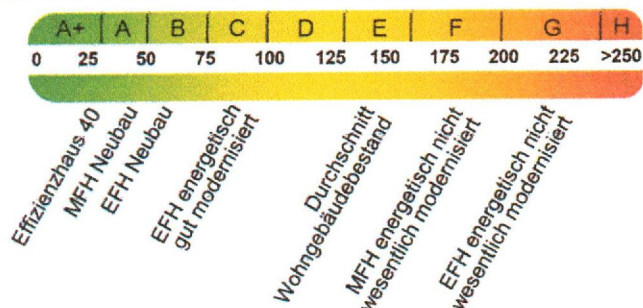 A+ | A | B | C | D | E | F | G | H
0 25 50 75 100 125 150 175 200 225 >250
Effizienzhaus 40
MFH Neubau
EFH Neubau
EFH energetisch
gut modernisiert
Durchschnitt
Wohngebäudebestand
MFH energetisch nicht
wesentlich modernisiert
EFH energetisch nicht
wesentlich modernisiert